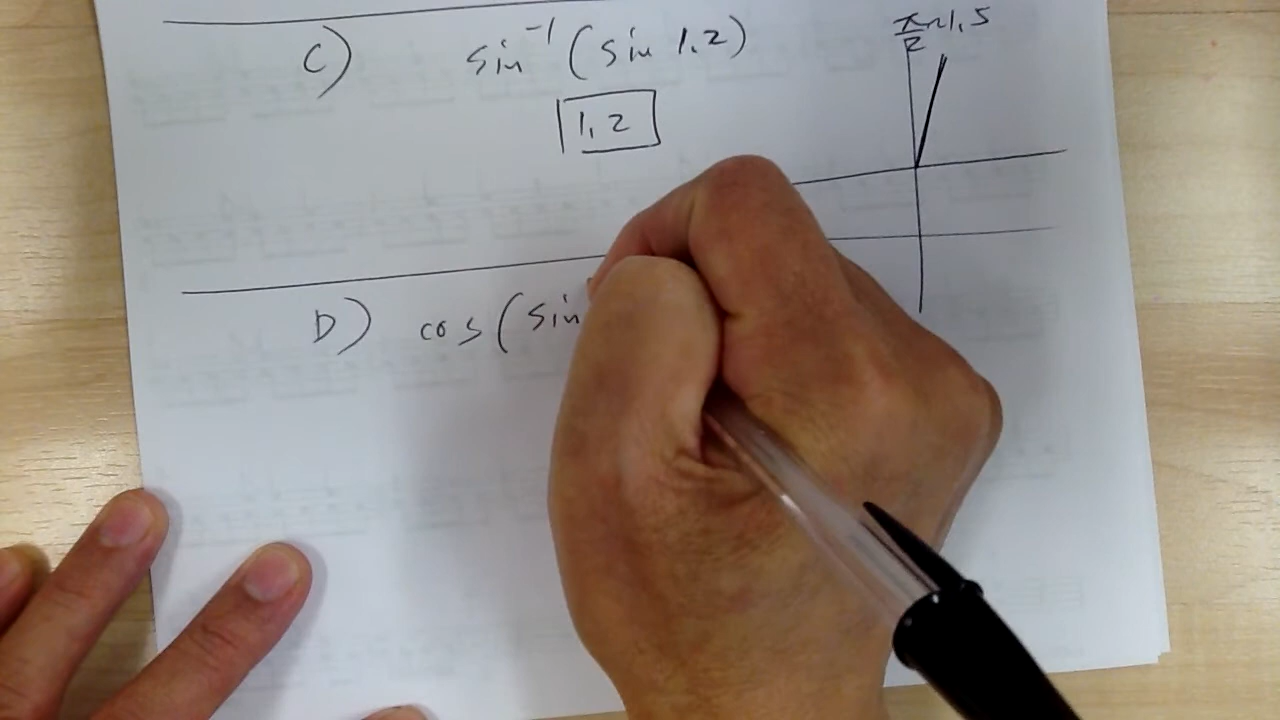 C) sin⁻¹(sin 1,2)
π/2 ~ 1,5
1,2
D) cos(sin